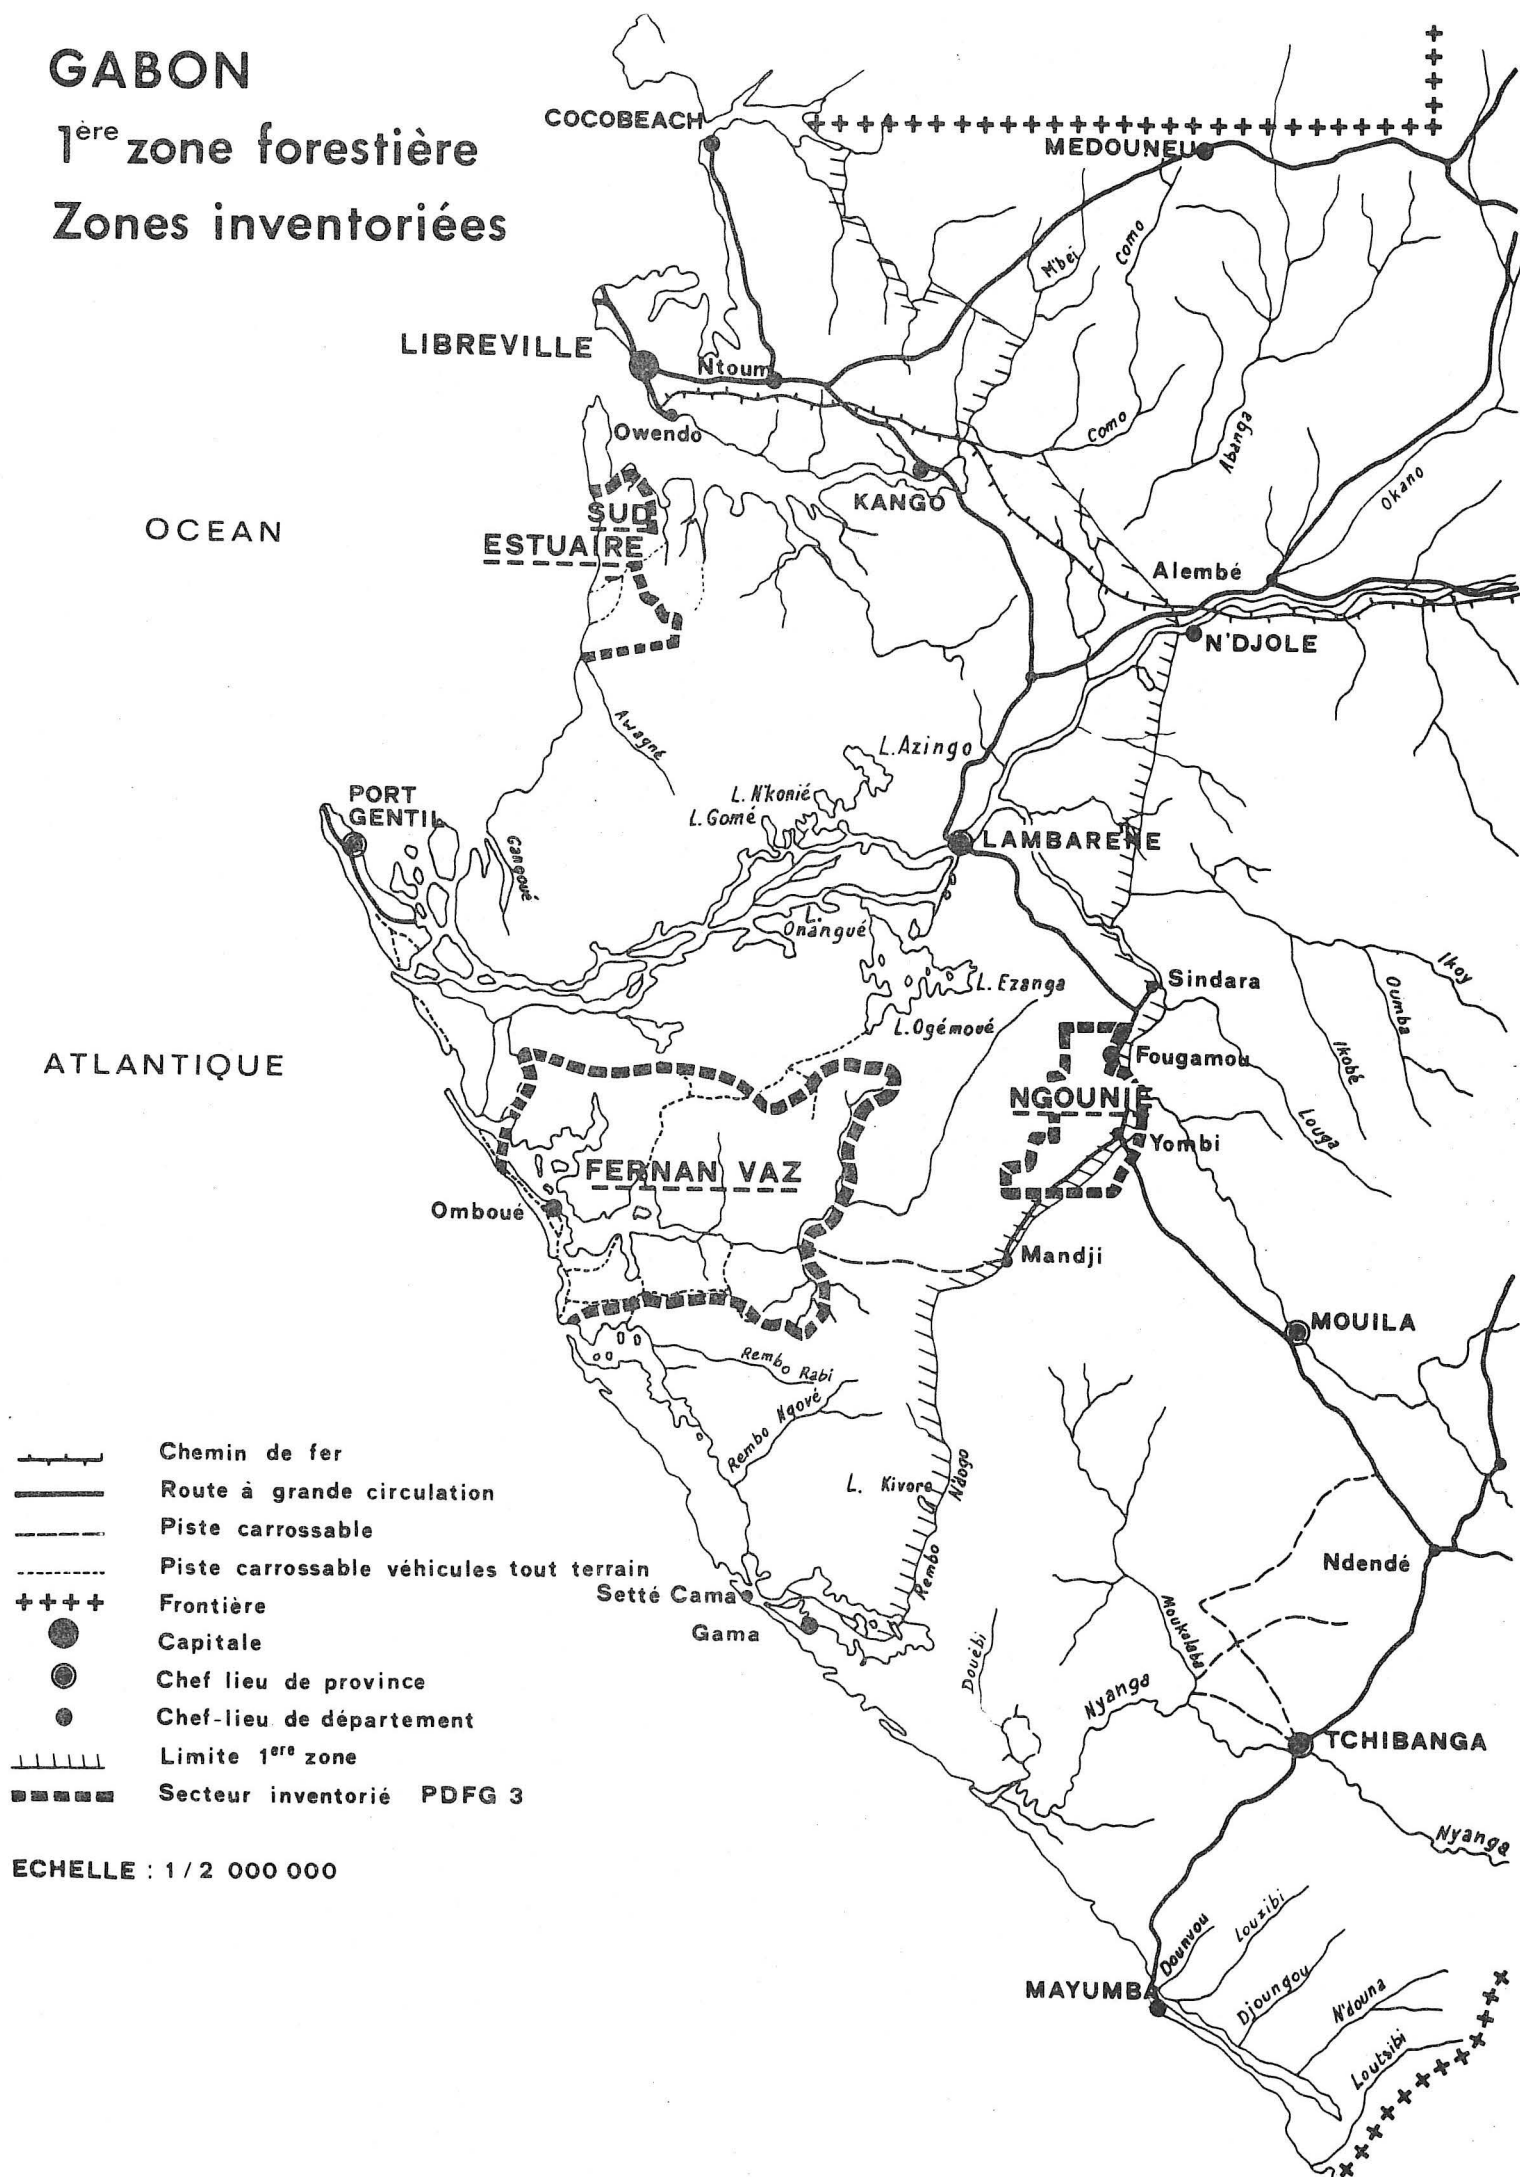 GABON
1ère zone forestière
Zones inventoriées
COCOBEACH
MEDOUNEU
M'béi
Como
LIBREVILLE
Ntoum
Owendo
Como
Abanga
Okano
KANGO
OCEAN
SUD
ESTUAIRE
Alembé
N'DJOLE
Awagné
L. Azingo
L. N'konié
L. Gomé
PORT
GENTIL
Gangoué
LAMBARENE
L.
Onangué
L. Ezanga
L. Ogémoué
Sindara
Ikoy
Oumba
Ikobé
Louga
ATLANTIQUE
Fougamou
NGOUNIE
Yombi
FERNAN VAZ
Omboué
Mandji
MOUILA
Rembo Rabi
Rembo Ngové
L. Kivoro
Rembo N'dogo
Chemin de fer
Route à grande circulation
Piste carrossable
Piste carrossable véhicules tout terrain
Frontière
Capitale
Chef lieu de province
Chef-lieu de département
Limite 1ere zone
Secteur inventorié PDFG 3
ECHELLE : 1/2 000 000
Setté Cama
Gama
Ndendé
Douébi
Moukalaba
Nyanga
TCHIBANGA
Nyanga
MAYUMBA
Dounvou
Louzibi
Djoungou
N'douna
Loutsibi